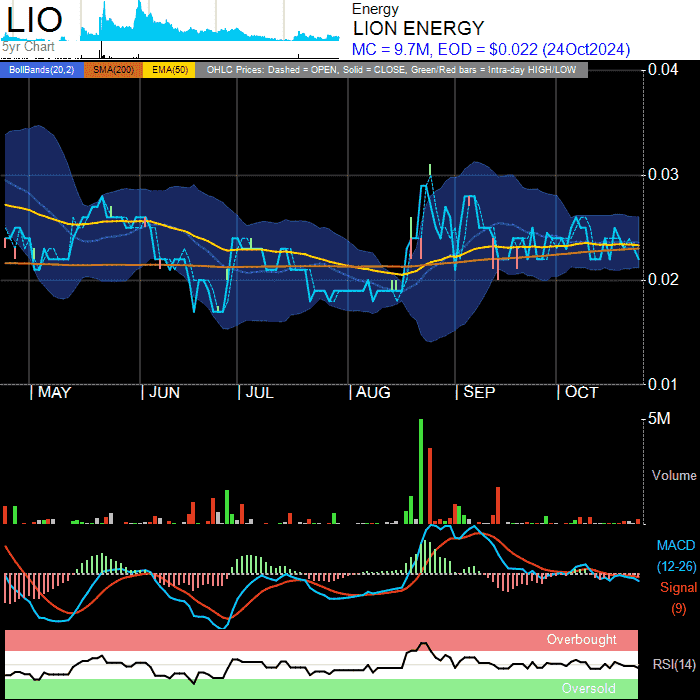 LIO
5yr Chart
Energy
LION ENERGY
MC = 9.7M, EOD = $0.022 (24Oct2024)
BollBands(20,2) SMA(200) EMA(50) OHLC Prices: Dashed = OPEN, Solid = CLOSE, Green/Red bars = Intra-day HIGH/LOW
0.04
0.03
0.02
0.01
MAY JUN JUL AUG SEP OCT
5M
Volume
MACD
(12-26)
Signal
(9)
Overbought
RSI(14)
Oversold